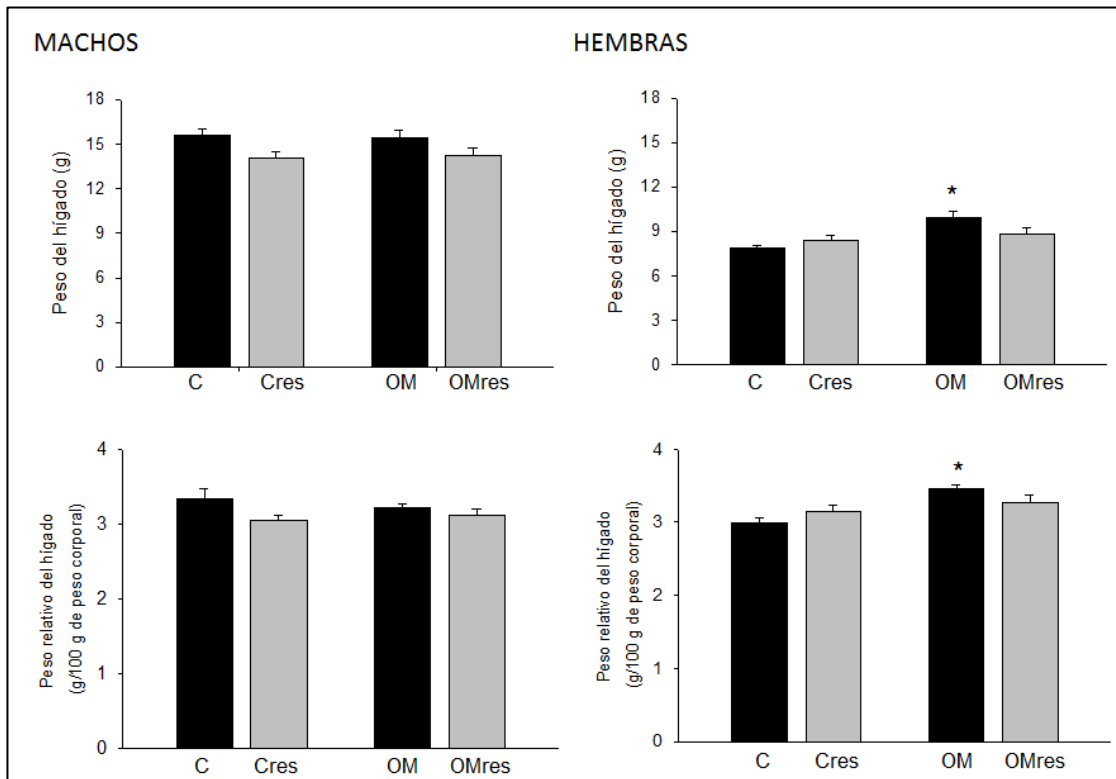 MACHOS
Peso del hígado (g)
18
15
12
9
6
3
0
C Cres OM OMres
HEMBRAS
Peso del hígado (g)
18
15
12
9
6
3
0
*
C Cres OM OMres
Peso relativo del hígado
(g/100 g de peso corporal)
4
3
2
1
0
C Cres OM OMres
Peso relativo del hígado
(g/100 g de peso corporal)
4
3
2
1
0
*
C Cres OM OMres